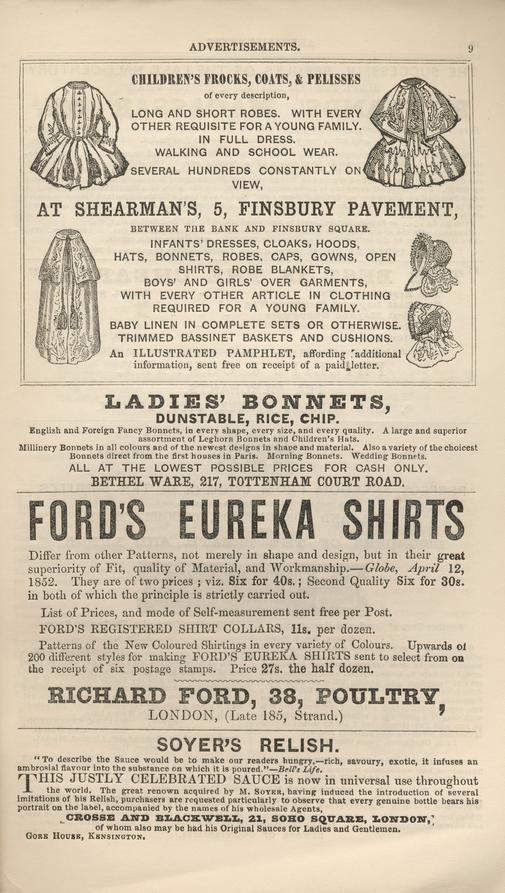 ADVERTISEMENTS. 9
CHILDREN'S FROCKS, COATS, & PELISSES
of every description,
LONG AND SHORT ROBES. WITH EVERY
OTHER REQUISITE FOR A YOUNG FAMILY.
IN FULL DRESS.
WALKING AND SCHOOL WEAR.
SEVERAL HUNDREDS CONSTANTLY ON
VIEW,
AT SHEARMAN'S, 5, FINSBURY PAVEMENT,
BETWEEN THE BANK AND FINSBURY SQUARE.
INFANTS' DRESSES, CLOAKS, HOODS,
HATS, BONNETS, ROBES, CAPS, GOWNS, OPEN
SHIRTS, ROBE BLANKETS,
BOYS' AND GIRLS' OVER GARMENTS,
WITH EVERY OTHER ARTICLE IN CLOTHING
REQUIRED FOR A YOUNG FAMILY.
BABY LINEN IN COMPLETE SETS OR OTHERWISE.
TRIMMED BASSINET BASKETS AND CUSHIONS.
An ILLUSTRATED PAMPHLET, affording additional
information, sent free on receipt of a paid letter.
LADIES' BONNETS,
DUNSTABLE, RICE, CHIP.
English and Foreign Fancy Bonnets, in every shape, every size, and every quality. A large and superior
assortment of Leghorn Bonnets and Children's Hats.
Millinery Bonnets in all colours and of the newest designs in shape and material. Also a variety of the choicest
Bonnets direct from the first houses in Paris. Morning Bonnets. Wedding Bonnets.
ALL AT THE LOWEST POSSIBLE PRICES FOR CASH ONLY.
BETHEL WARE, 217, TOTTENHAM COURT ROAD.
FORD'S EUREKA SHIRTS
Differ from other Patterns, not merely in shape and design, but in their great
superiority of Fit, quality of Material, and Workmanship.—Globe, April 12,
1852. They are of two prices; viz. Six for 40s.; Second Quality Six for 30s.
in both of which the principle is strictly carried out.
List of Prices, and mode of Self-measurement sent free per Post.
FORD'S REGISTERED SHIRT COLLARS, 11s. per dozen.
Patterns of the New Coloured Shirtings in every variety of Colours. Upwards of
200 different styles for making FORD'S EUREKA SHIRTS sent to select from on
the receipt of six postage stamps. Price 27s. the half dozen.
RICHARD FORD, 38, POULTRY,
LONDON, (Late 185, Strand.)
SOYER'S RELISH.
"To describe the Sauce would be to make our readers hungry,—rich, savoury, exotic, it infuses an
ambrosial flavour into the substance on which it is poured."—Bell's Life.
THIS JUSTLY CELEBRATED SAUCE is now in universal use throughout
the world. The great renown acquired by M. SOYER, having induced the introduction of several
imitations of his Relish, purchasers are requested particularly to observe that every genuine bottle bears his
portrait on the label, accompanied by the names of his wholesale Agents,
CROSSE AND BLACKWELL, 21, SOHO SQUARE, LONDON,
of whom also may be had his Original Sauces for Ladies and Gentlemen.
GORE HOUSE, KENSINGTON.